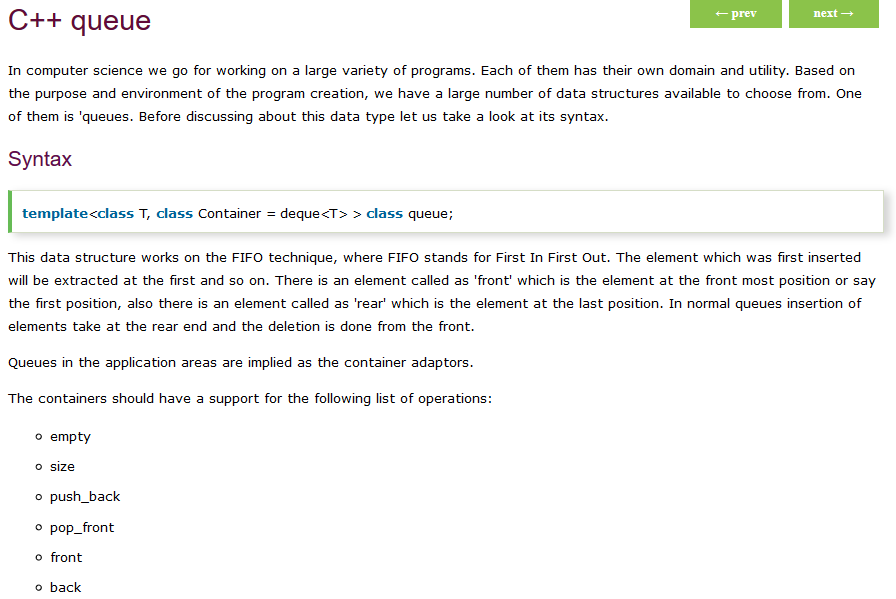 C++ queue
← prev
next →
In computer science we go for working on a large variety of programs. Each of them has their own domain and utility. Based on
the purpose and environment of the program creation, we have a large number of data structures available to choose from. One
of them is 'queues. Before discussing about this data type let us take a look at its syntax.
Syntax
template<class T, class Container = deque<T> > class queue;
This data structure works on the FIFO technique, where FIFO stands for First In First Out. The element which was first inserted
will be extracted at the first and so on. There is an element called as 'front' which is the element at the front most position or say
the first position, also there is an element called as 'rear' which is the element at the last position. In normal queues insertion of
elements take at the rear end and the deletion is done from the front.
Queues in the application areas are implied as the container adaptors.
The containers should have a support for the following list of operations:
empty
size
push_back
pop_front
front
back